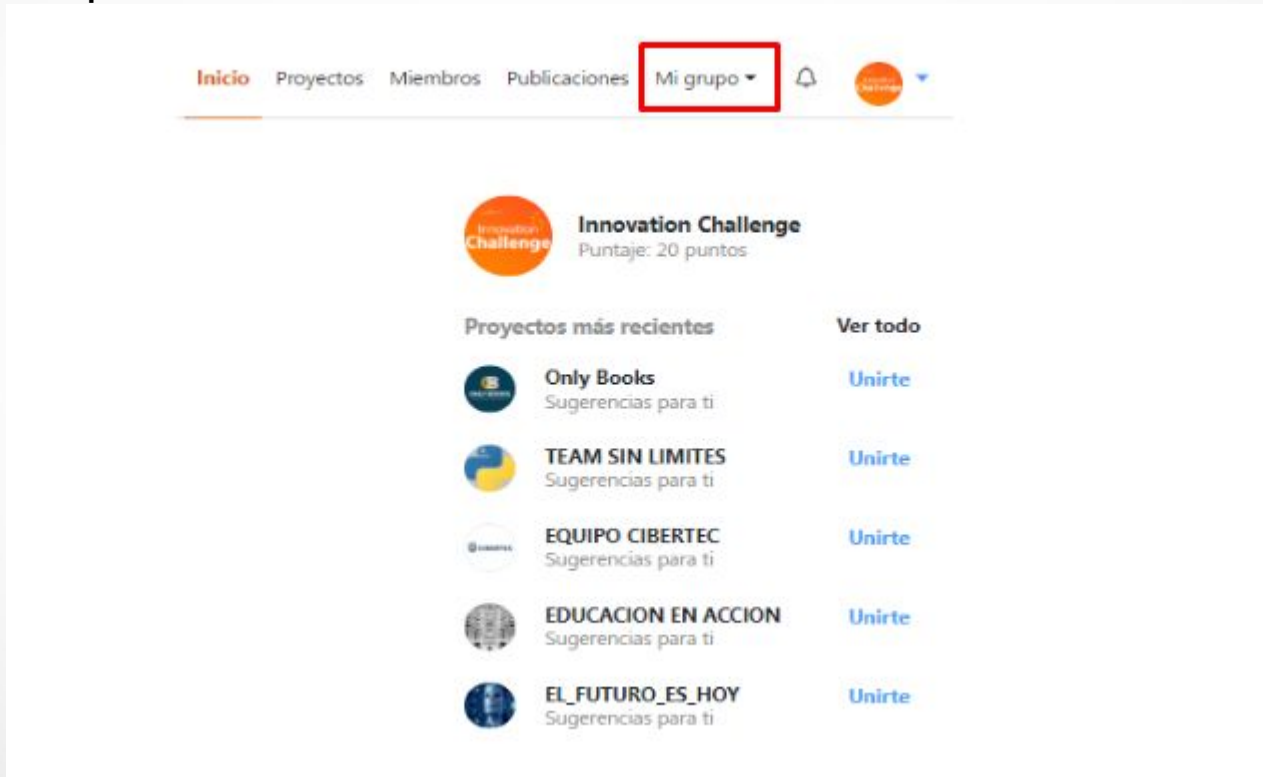 Inicio Proyectos Miembros Publicaciones Mi grupo
Innovation
Challenge
Innovation Challenge
Puntaje: 20 puntos
Proyectos más recientes Ver todo
Only Books Unirte
Sugerencias para ti
TEAM SIN LIMITES Unirte
Sugerencias para ti
EQUIPO CIBERTEC Unirte
Sugerencias para ti
EDUCACION EN ACCION Unirte
Sugerencias para ti
EL_FUTURO_ES_HOY Unirte
Sugerencias para ti